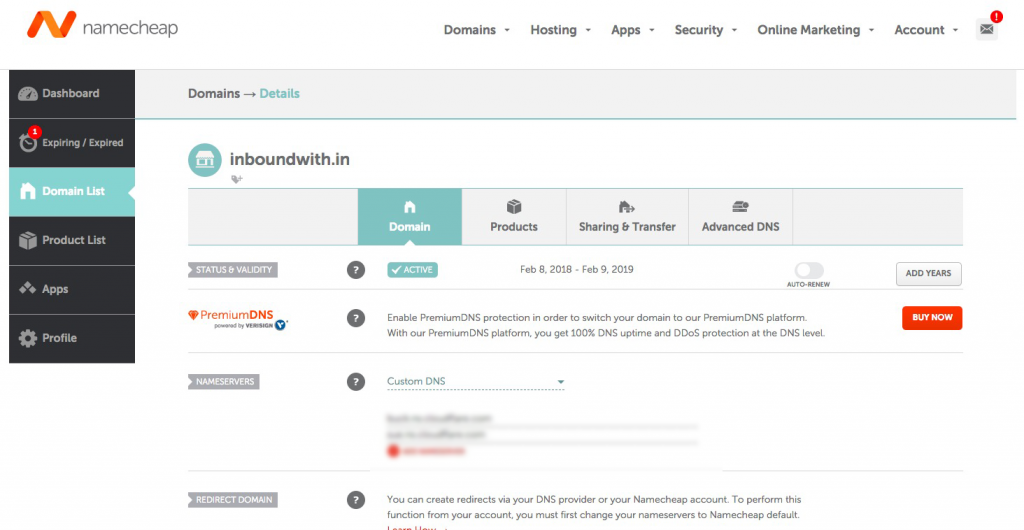 namecheap
Domains Hosting Apps Security Online Marketing Account !
Dashboard
1
Expiring / Expired
Domain List
Product List
Apps
Profile
Domains → Details
inboundwith.in
Domain Products Sharing & Transfer Advanced DNS
STATUS & VALIDITY ? ACTIVE Feb 8, 2018 - Feb 9, 2019 AUTO-RENEW ADD YEARS
PremiumDNS
powered by VERISIGN
? Enable PremiumDNS protection in order to switch your domain to our PremiumDNS platform.
With our PremiumDNS platform, you get 100% DNS uptime and DDoS protection at the DNS level.
BUY NOW
NAMESERVERS ? Custom DNS
REDIRECT DOMAIN ? You can create redirects via your DNS provider or your Namecheap account. To perform this
function from your account, you must first change your nameservers to Namecheap default.
Learn How